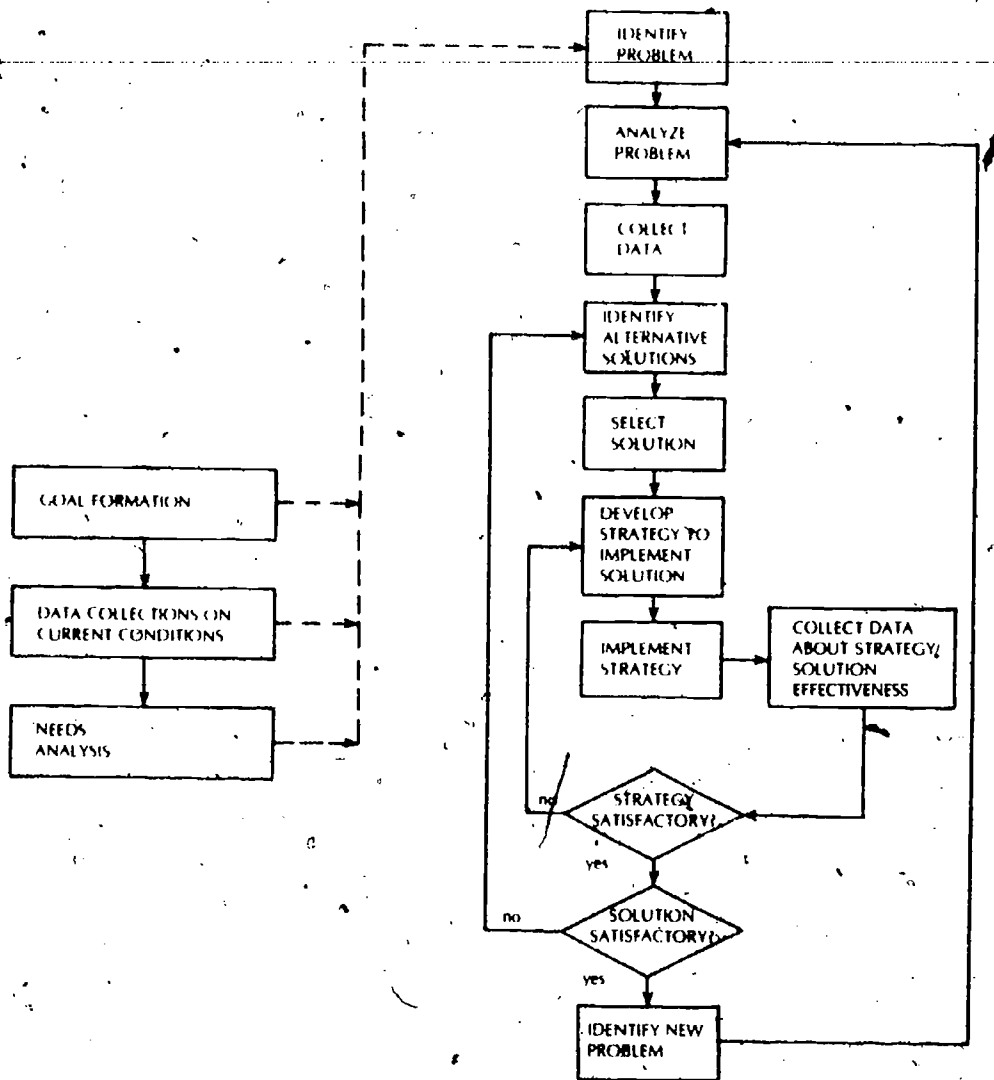 IDENTIFY
PROBLEM
ANALYZE
PROBLEM
COLLECT
DATA
IDENTIFY
ALTERNATIVE
SOLUTIONS
SELECT
SOLUTION
GOAL FORMATION
DEVELOP
STRATEGY TO
IMPLEMENT
SOLUTION
DATA COLLECTIONS ON
CURRENT CONDITIONS
IMPLEMENT
STRATEGY
COLLECT DATA
ABOUT STRATEGY/
SOLUTION
EFFECTIVENESS
NEEDS
ANALYSIS
no
STRATEGY
SATISFACTORY?
yes
no
SOLUTION
SATISFACTORY?
yes
IDENTIFY NEW
PROBLEM